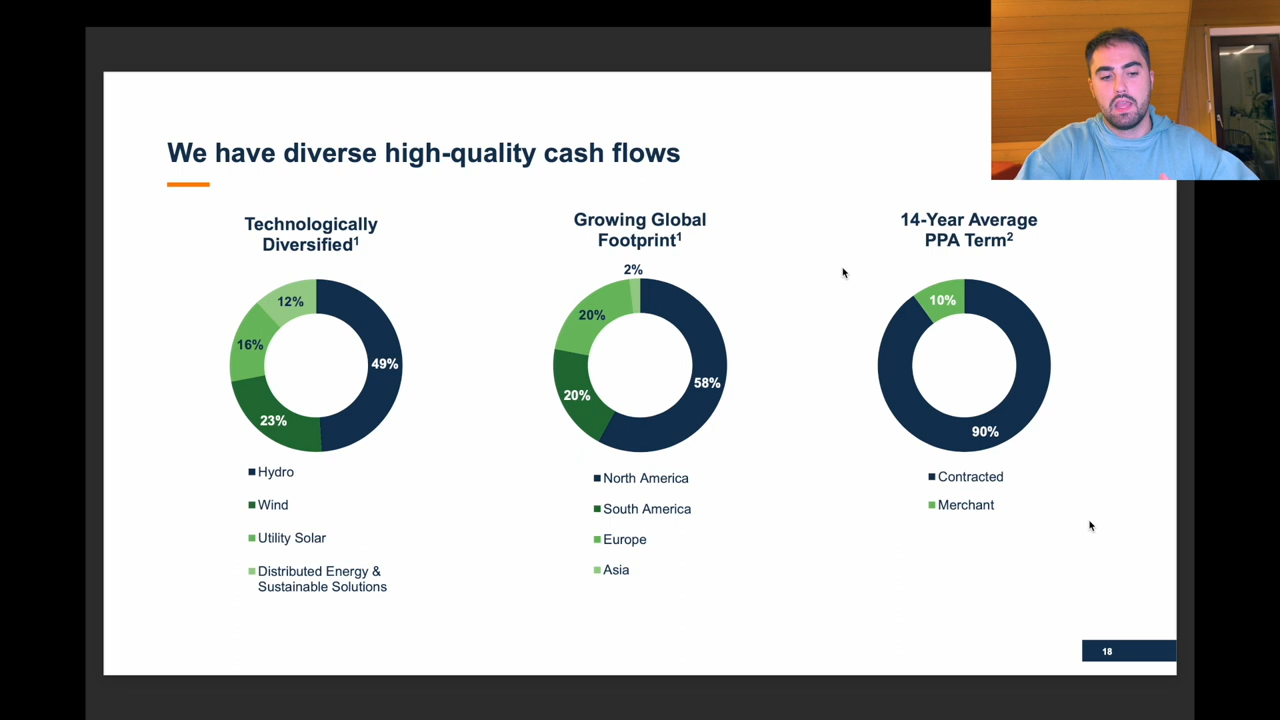 We have diverse high-quality cash flows
Technologically
Diversified1
12%
16%
49%
23%
Hydro
Wind
Utility Solar
Distributed Energy &
Sustainable Solutions
Growing Global
Footprint1
2%
20%
58%
20%
North America
South America
Europe
Asia
14-Year Average
PPA Term2
10%
90%
Contracted
Merchant
18